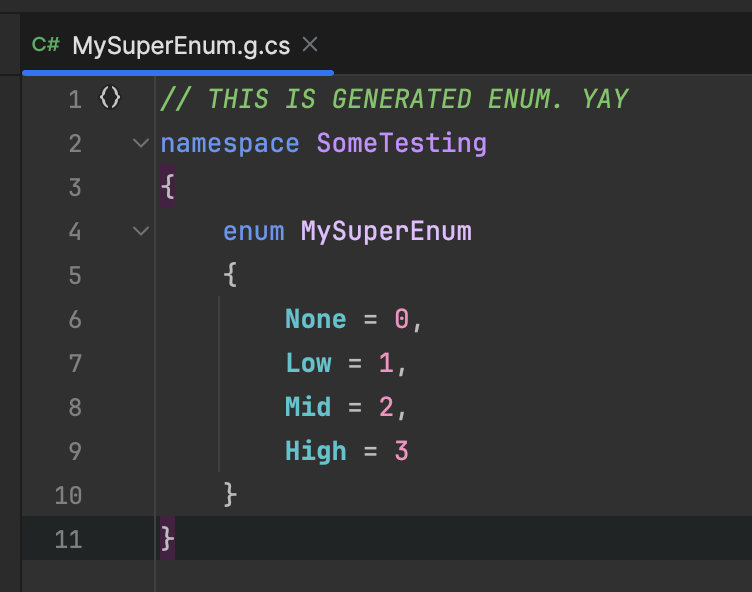 C# MySuperEnum.g.cs
1 {} // THIS IS GENERATED ENUM. YAY
2 namespace SomeTesting
3 {
4 enum MySuperEnum
5 {
6 None = 0,
7 Low = 1,
8 Mid = 2,
9 High = 3
10 }
11 }